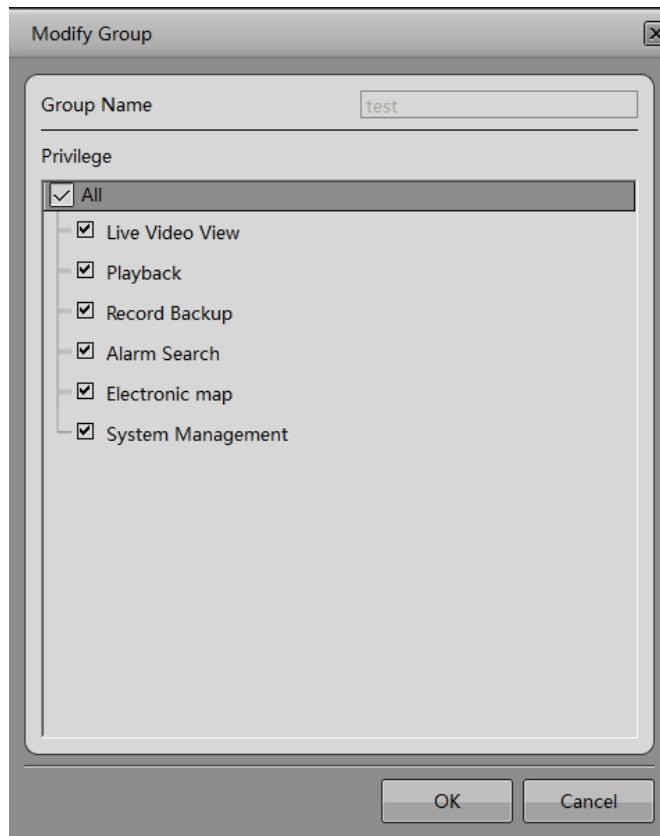 Modify Group
Group Name test
Privilege
All
Live Video View
Playback
Record Backup
Alarm Search
Electronic map
System Management
OK Cancel